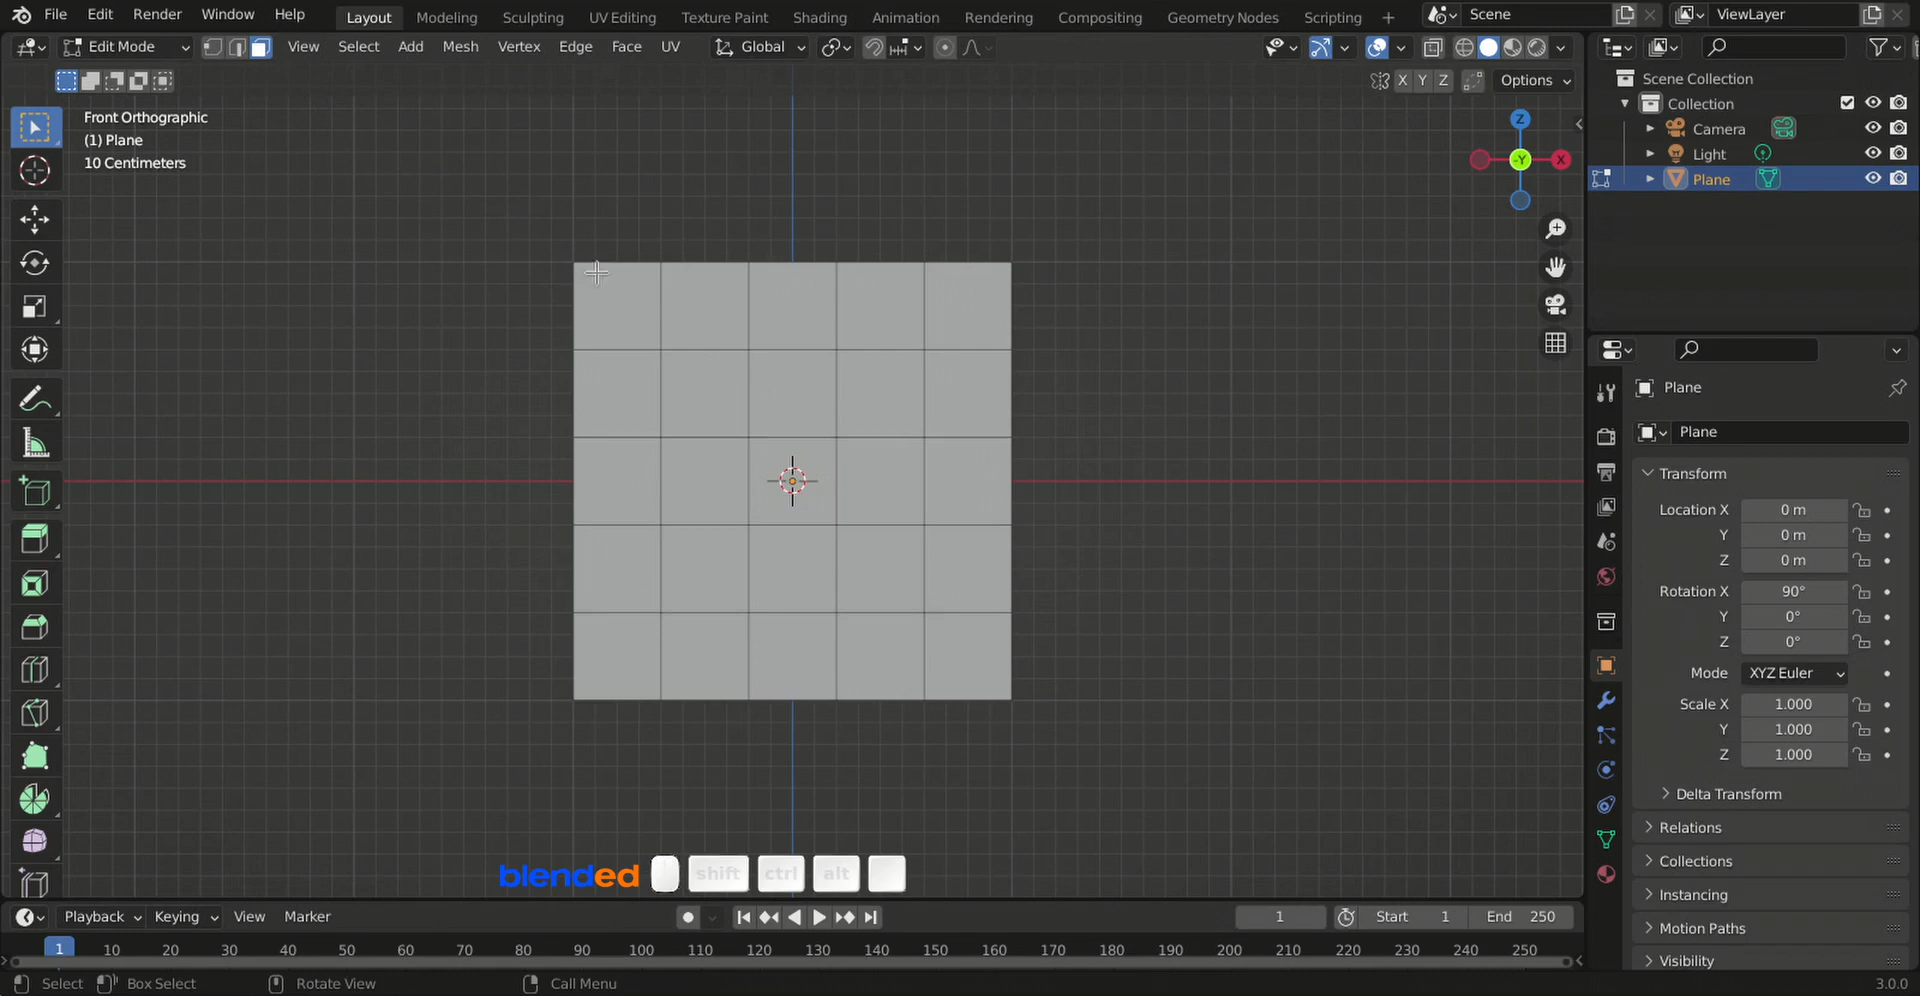 File Edit Render Window Help Layout Modeling Sculpting UV Editing Texture Paint Shading Animation Rendering Compositing Geometry Nodes Scripting + Scene ViewLayer
Edit Mode View Select Add Mesh Vertex Edge Face UV Global
X Y Z Options
Front Orthographic
(1) Plane
10 Centimeters
Z
-Y
X
Scene Collection
Collection
Camera
Light
Plane
Plane
Plane
Transform
Location X 0 m
Y 0 m
Z 0 m
Rotation X 90°
Y 0°
Z 0°
Mode XYZ Euler
Scale X 1.000
Y 1.000
Z 1.000
Delta Transform
Relations
Collections
Instancing
Motion Paths
Visibility
blended shift ctrl alt
Playback Keying View Marker 1 Start 1 End 250
1 10 20 30 40 50 60 70 80 90 100 110 120 130 140 150 160 170 180 190 200 210 220 230 240 250
Select Box Select Rotate View Call Menu 3.0.0